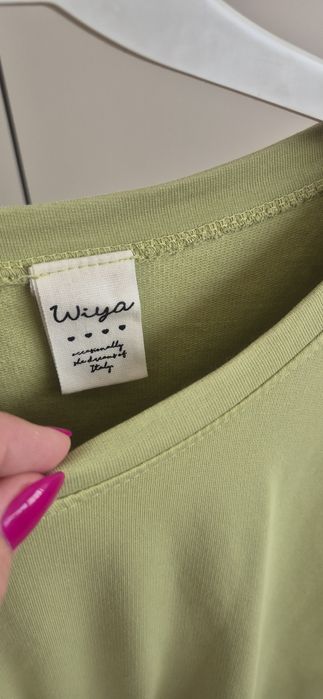 Wiya
occasionally
she dreams of
Italy